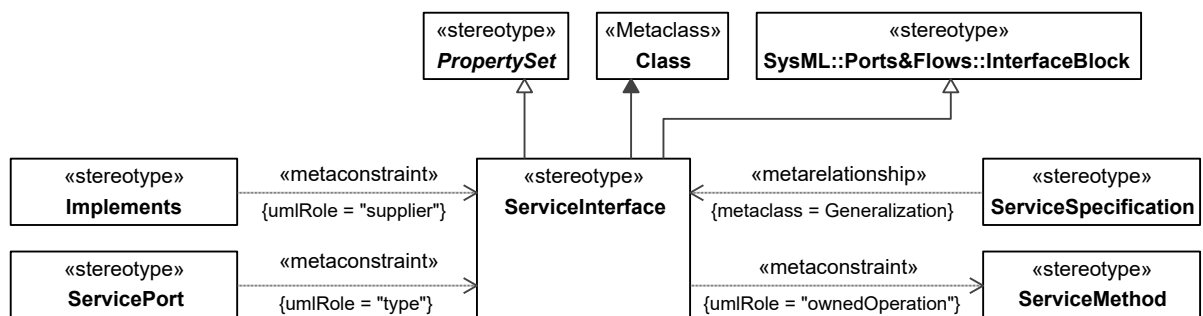 «stereotype»
PropertySet
«Metaclass»
Class
«stereotype»
SysML::Ports&Flows::InterfaceBlock
«stereotype»
Implements
«metaconstraint»
{umlRole = "supplier"}
«stereotype»
ServiceInterface
«metarelationship»
{metaclass = Generalization}
«stereotype»
ServiceSpecification
«stereotype»
ServicePort
«metaconstraint»
{umlRole = "type"}
«metaconstraint»
{umlRole = "ownedOperation"}
«stereotype»
ServiceMethod